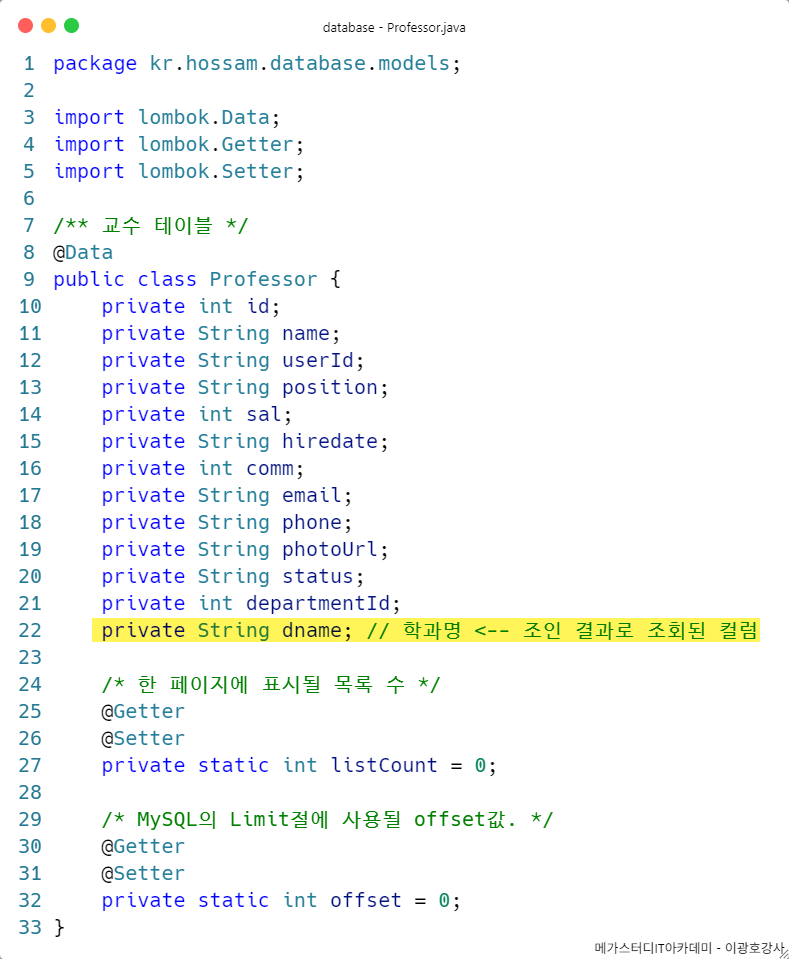 database - Professor.java
1 package kr.hossam.database.models;
2
3 import lombok.Data;
4 import lombok.Getter;
5 import lombok.Setter;
6
7 /** 교수 테이블 */
8 @Data
9 public class Professor {
10     private int id;
11     private String name;
12     private String userId;
13     private String position;
14     private int sal;
15     private String hiredate;
16     private int comm;
17     private String email;
18     private String phone;
19     private String photoUrl;
20     private String status;
21     private int departmentId;
22     private String dname; // 학과명 <-- 조인 결과로 조회된 컬럼
23
24     /* 한 페이지에 표시될 목록 수 */
25     @Getter
26     @Setter
27     private static int listCount = 0;
28
29     /* MySQL의 Limit절에 사용될 offset값. */
30     @Getter
31     @Setter
32     private static int offset = 0;
33 }
메가스터디IT아카데미 - 이광호강사